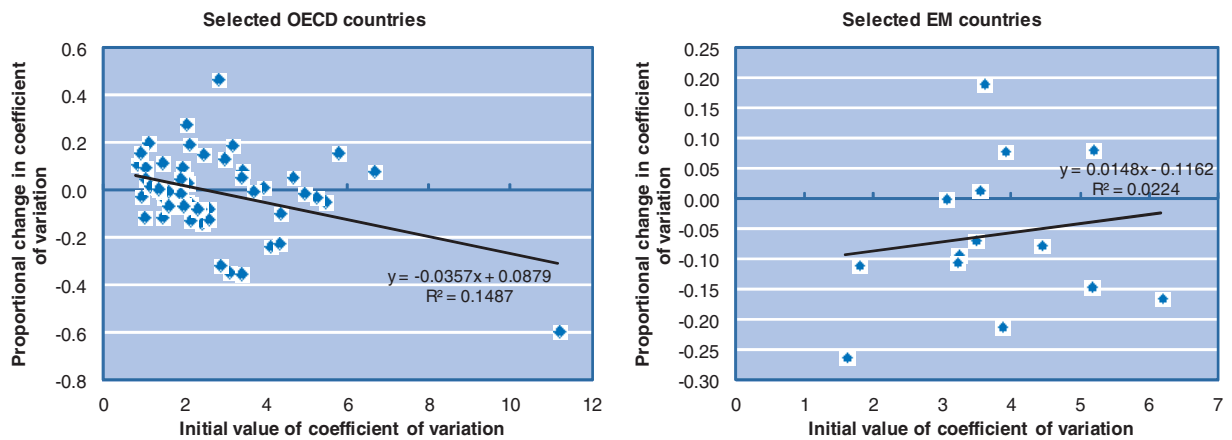 Selected OECD countries
Proportional change in coefficient
of variation
0.6
0.4
0.2
0.0
-0.2
-0.4
-0.6
-0.8
y = -0.0357x + 0.0879
R² = 0.1487
0 2 4 6 8 10 12
Initial value of coefficient of variation
Selected EM countries
Proportional change in coefficient
of variation
0.25
0.20
0.15
0.10
0.05
0.00
-0.05
-0.10
-0.15
-0.20
-0.25
-0.30
y = 0.0148x - 0.1162
R² = 0.0224
0 1 2 3 4 5 6 7
Initial value of coefficient of variation